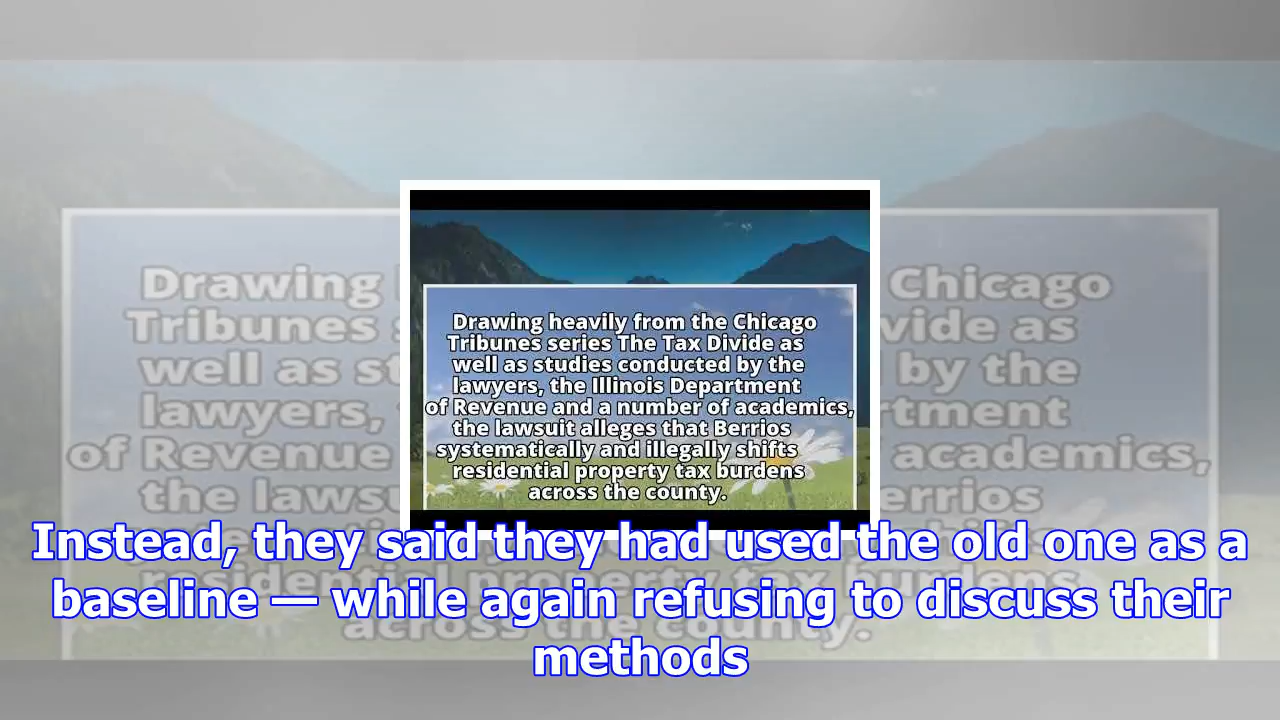 Drawing heavily from the Chicago
Tribunes series The Tax Divide as
well as studies conducted by the
lawyers, the Illinois Department
of Revenue and a number of academics,
the lawsuit alleges that Berrios
systematically and illegally shifts
residential property tax burdens
across the county.
Instead, they said they had used the old one as a
baseline — while again refusing to discuss their
methods